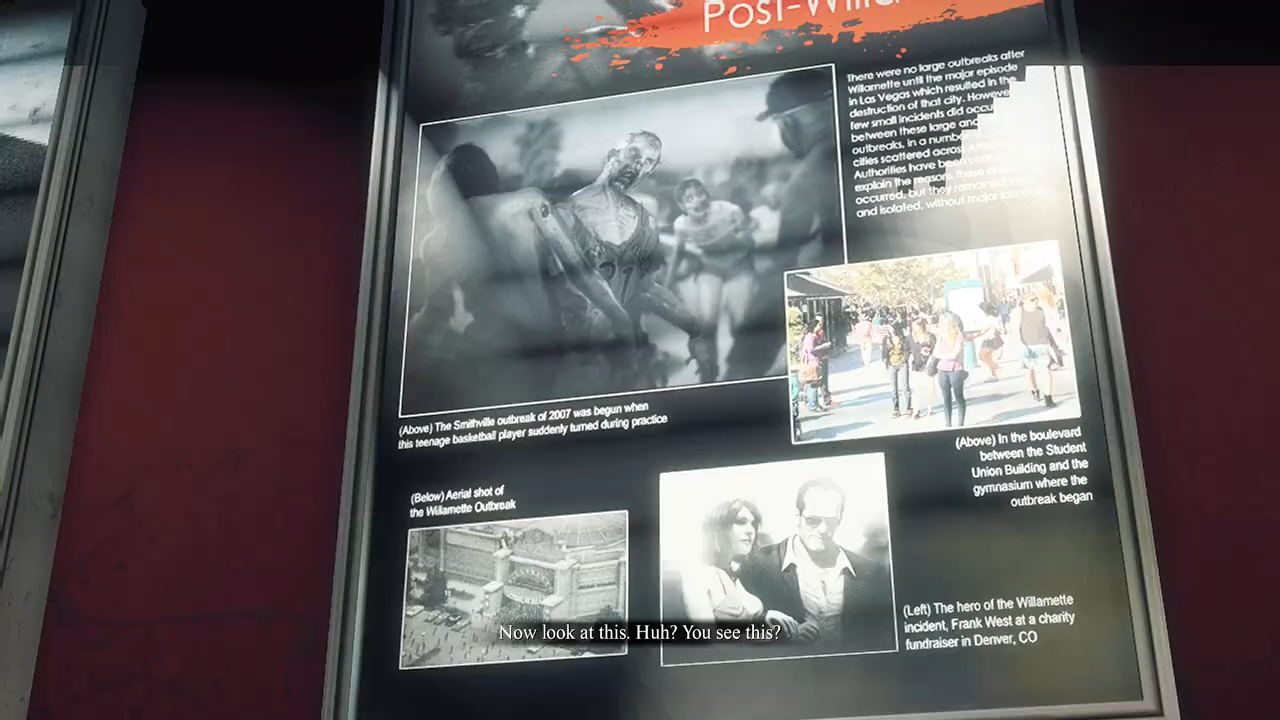 Post-Willa
There were no large outbreaks after
Willamette until the major episode
in Las Vegas which resulted in the
destruction of that city. However
few small incidents did occu
between these large and
outbreaks, in a number
cities scattered across
Authorities have been
explain the reasons these
occurred, but they remained
and isolated, without major
(Above) The Smithville outbreak of 2007 was begun when
this teenage basketball player suddenly turned during practice
(Above) In the boulevard
between the Student
Union Building and the
gymnasium where the
outbreak began
(Below) Aerial shot of
the Willamette Outbreak
(Left) The hero of the Willamette
incident, Frank West at a charity
fundraiser in Denver, CO
Now look at this. Huh? You see this?